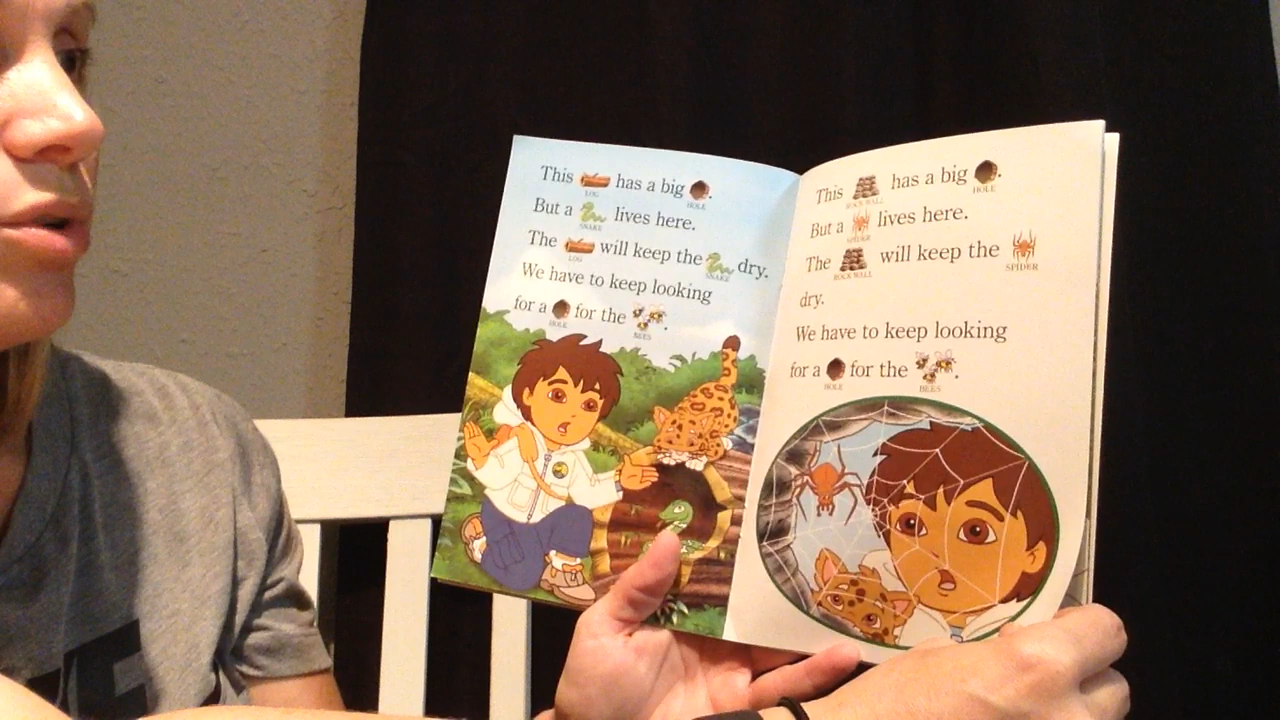 This LOG has a big HOLE.
But a SNAKE lives here.
The LOG will keep the SNAKE dry.
We have to keep looking
for a HOLE for the BEES.
This ROCK WALL has a big HOLE.
But a SPIDER lives here.
The ROCK WALL will keep the SPIDER
dry.
We have to keep looking
for a HOLE for the BEES.